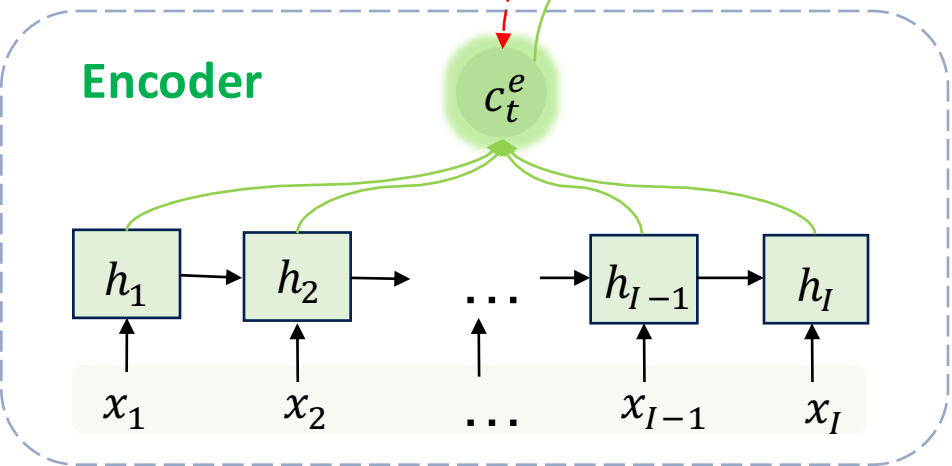 Encoder
c_t^e
h_1 h_2 ... h_{I-1} h_I
x_1 x_2 ... x_{I-1} x_I